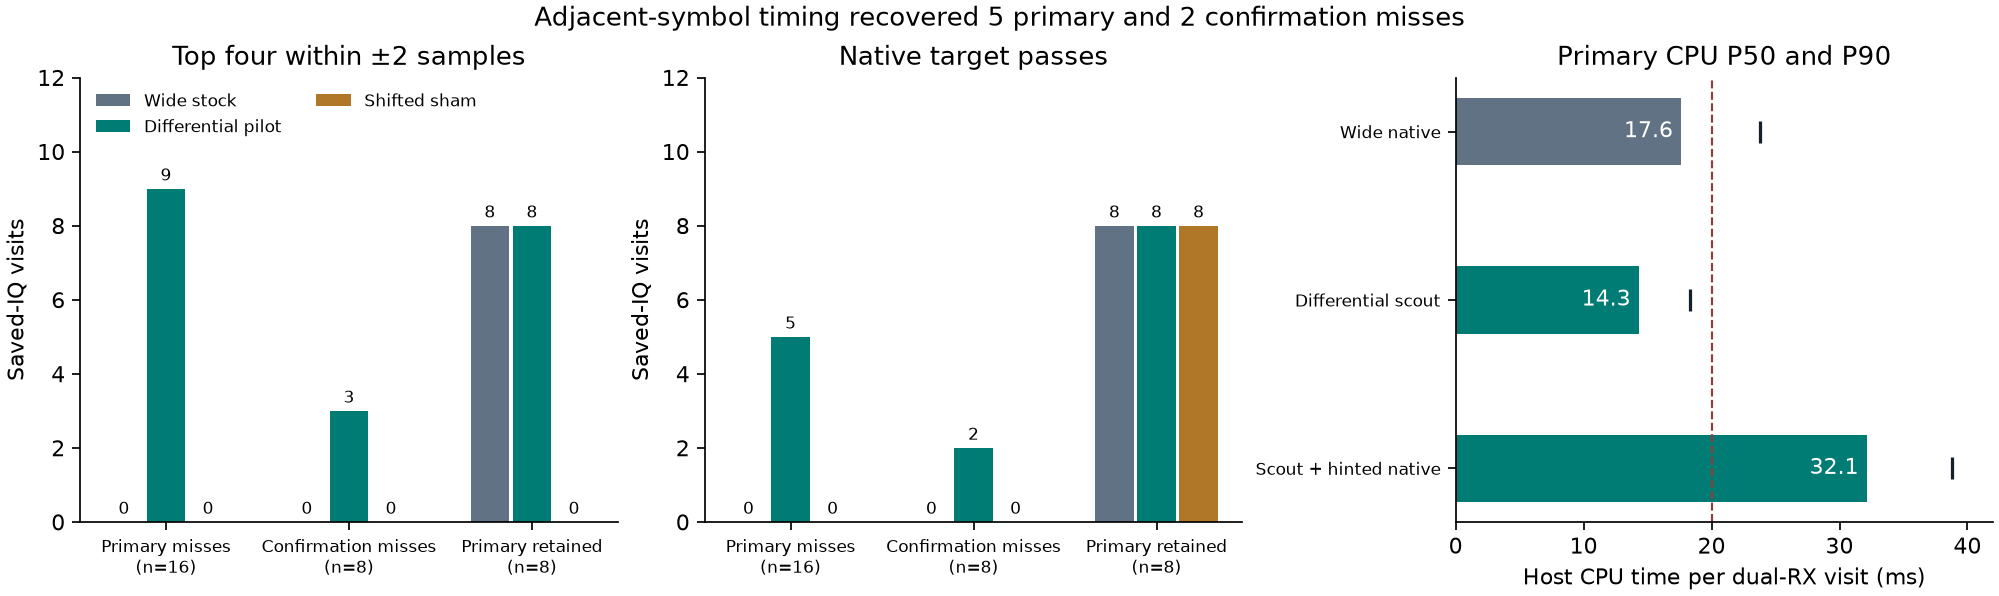 Adjacent-symbol timing recovered 5 primary and 2 confirmation misses
Top four within ±2 samples
Saved-IQ visits
12
10
8
6
4
2
0
Wide stock
Differential pilot
Shifted sham
0
9
0
0
3
0
8
8
0
Primary misses
(n=16)
Confirmation misses
(n=8)
Primary retained
(n=8)
Native target passes
Saved-IQ visits
12
10
8
6
4
2
0
0
5
0
0
2
0
8
8
8
Primary misses
(n=16)
Confirmation misses
(n=8)
Primary retained
(n=8)
Primary CPU P50 and P90
Wide native
17.6
Differential scout
14.3
Scout + hinted native
32.1
0
10
20
30
40
Host CPU time per dual-RX visit (ms)